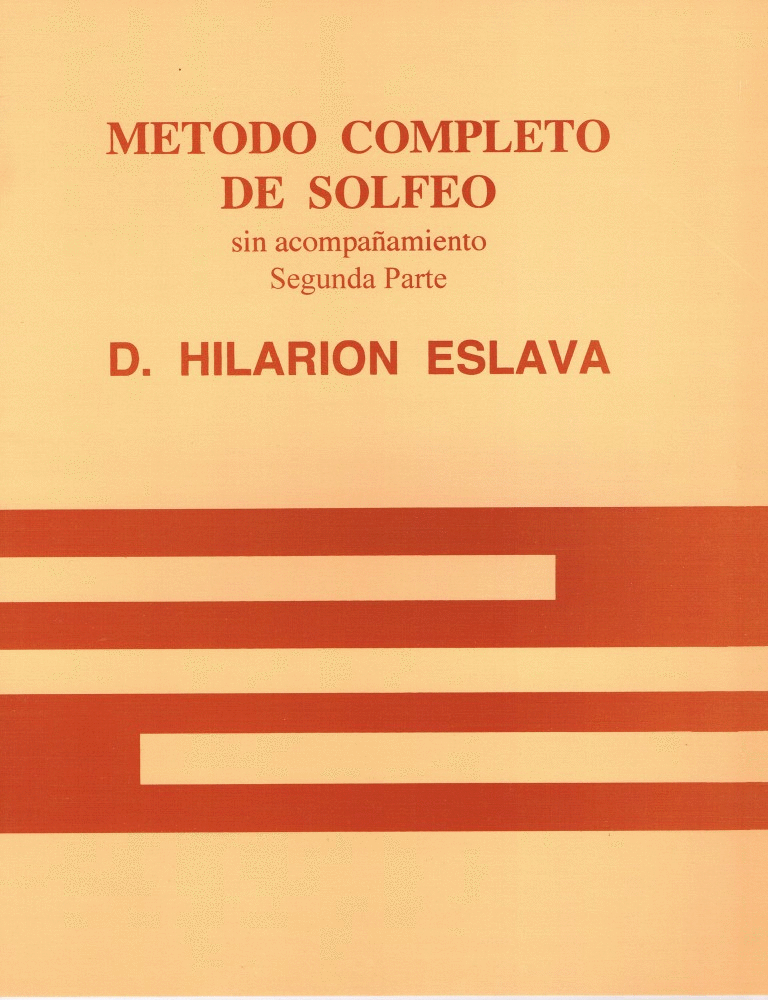 METODO COMPLETO
DE SOLFEO
sin acompañamiento
Segunda Parte
D. HILARION ESLAVA